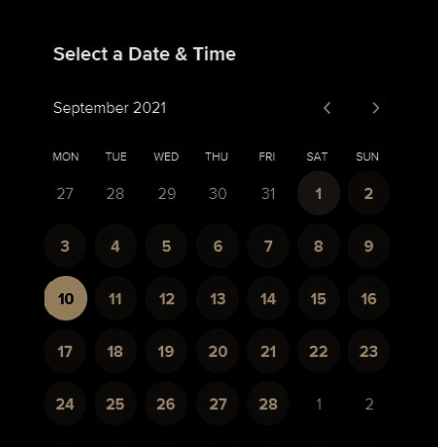 Select a Date & Time
September 2021
MON TUE WED THU FRI SAT SUN
27 28 29 30 31 1 2
3 4 5 6 7 8 9
10 11 12 13 14 15 16
17 18 19 20 21 22 23
24 25 26 27 28 1 2